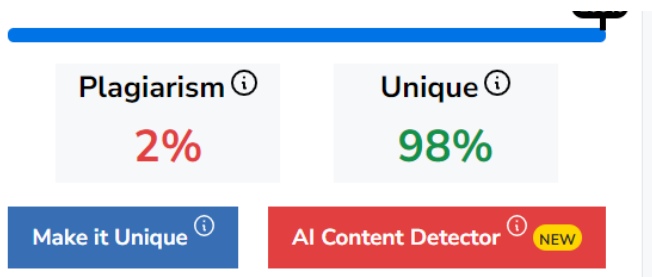 Plagiarism
Unique
2%
98%
Make it Unique
AI Content Detector NEW